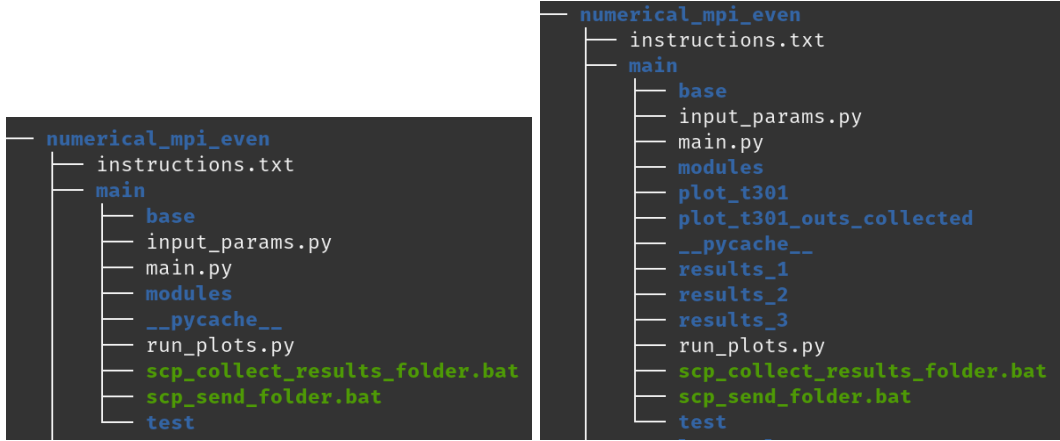 numerical_mpi_even
instructions.txt
main
base
input_params.py
main.py
modules
__pycache__
run_plots.py
scp_collect_results_folder.bat
scp_send_folder.bat
test
numerical_mpi_even
instructions.txt
main
base
input_params.py
main.py
modules
plot_t301
plot_t301_outs_collected
__pycache__
results_1
results_2
results_3
run_plots.py
scp_collect_results_folder.bat
scp_send_folder.bat
test